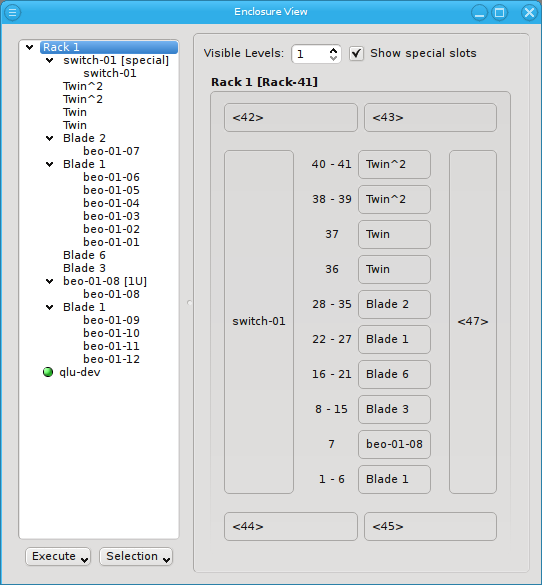 Enclosure View
Rack 1
switch-01 [special]
switch-01
Twin^2
Twin^2
Twin
Twin
Blade 2
beo-01-07
Blade 1
beo-01-06
beo-01-05
beo-01-04
beo-01-03
beo-01-02
beo-01-01
Blade 6
Blade 3
beo-01-08 [1U]
beo-01-08
Blade 1
beo-01-09
beo-01-10
beo-01-11
beo-01-12
qlu-dev
Execute
Selection
Visible Levels: 1 Show special slots
Rack 1 [Rack-41]
<42> <43>
switch-01
40 - 41 Twin^2
38 - 39 Twin^2
37 Twin
36 Twin
28 - 35 Blade 2
22 - 27 Blade 1
16 - 21 Blade 6
8 - 15 Blade 3
7 beo-01-08
1 - 6 Blade 1
<47>
<44> <45>